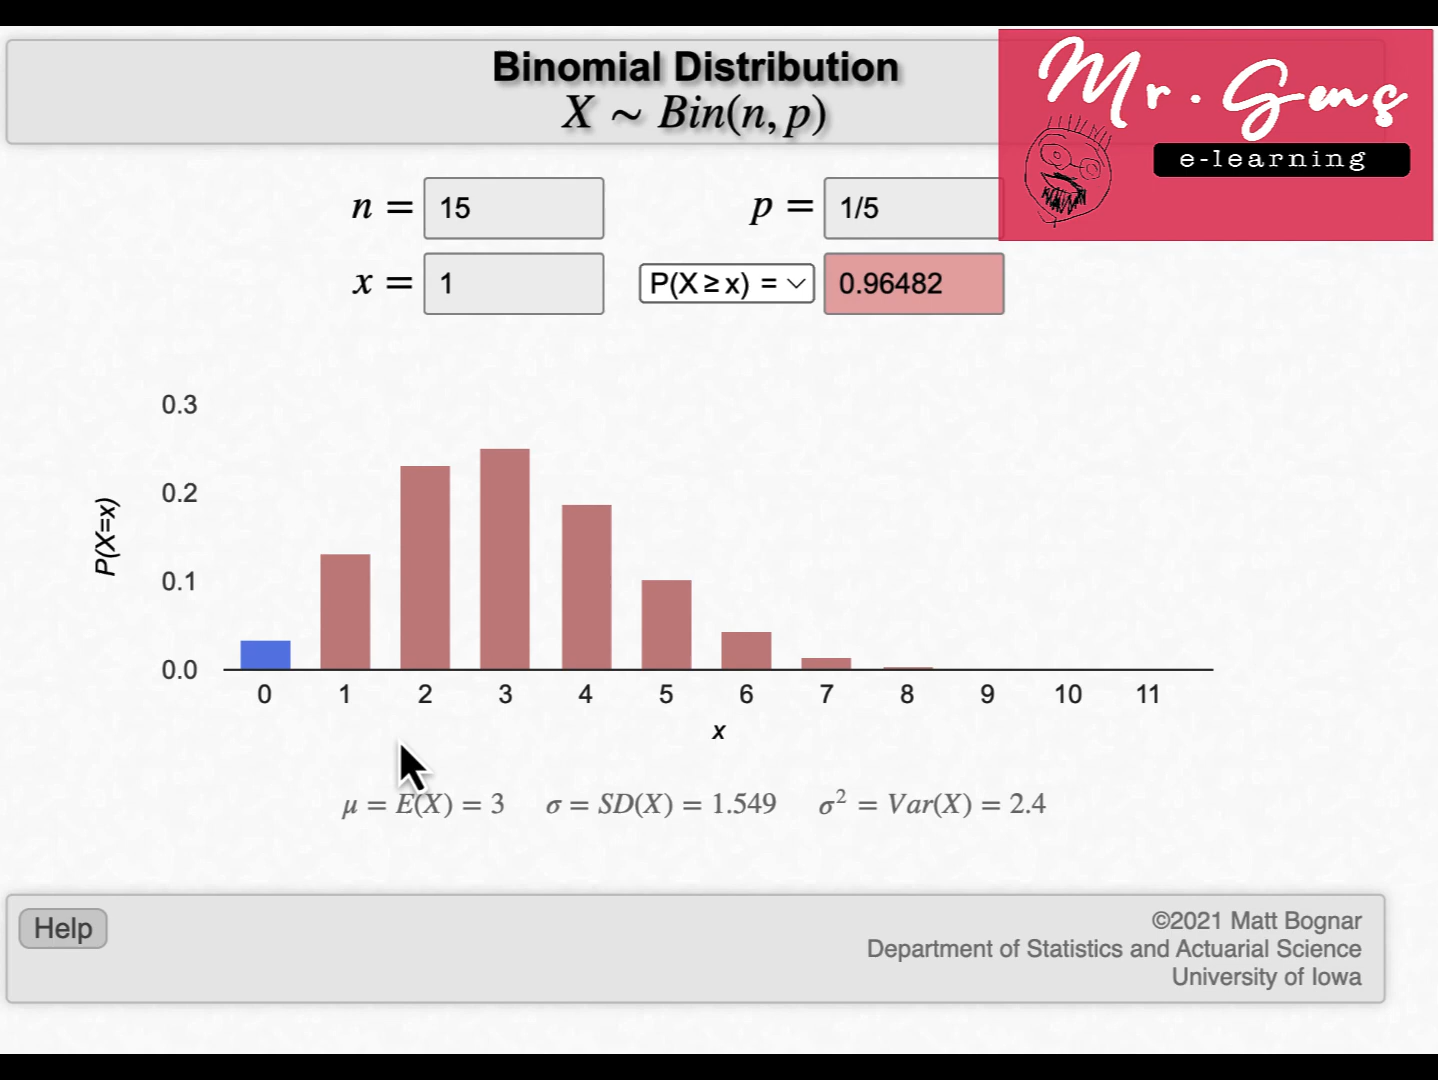 Binomial Distribution
X ~ Bin(n, p)
Mr. Gens
e-learning
n = 15
p = 1/5
x = 1
P(X ≥ x) = 0.96482
0.3
0.2
0.1
0.0
P(X=x)
0 1 2 3 4 5 6 7 8 9 10 11
x
μ = E(X) = 3 σ = SD(X) = 1.549 σ² = Var(X) = 2.4
Help
©2021 Matt Bognar
Department of Statistics and Actuarial Science
University of Iowa